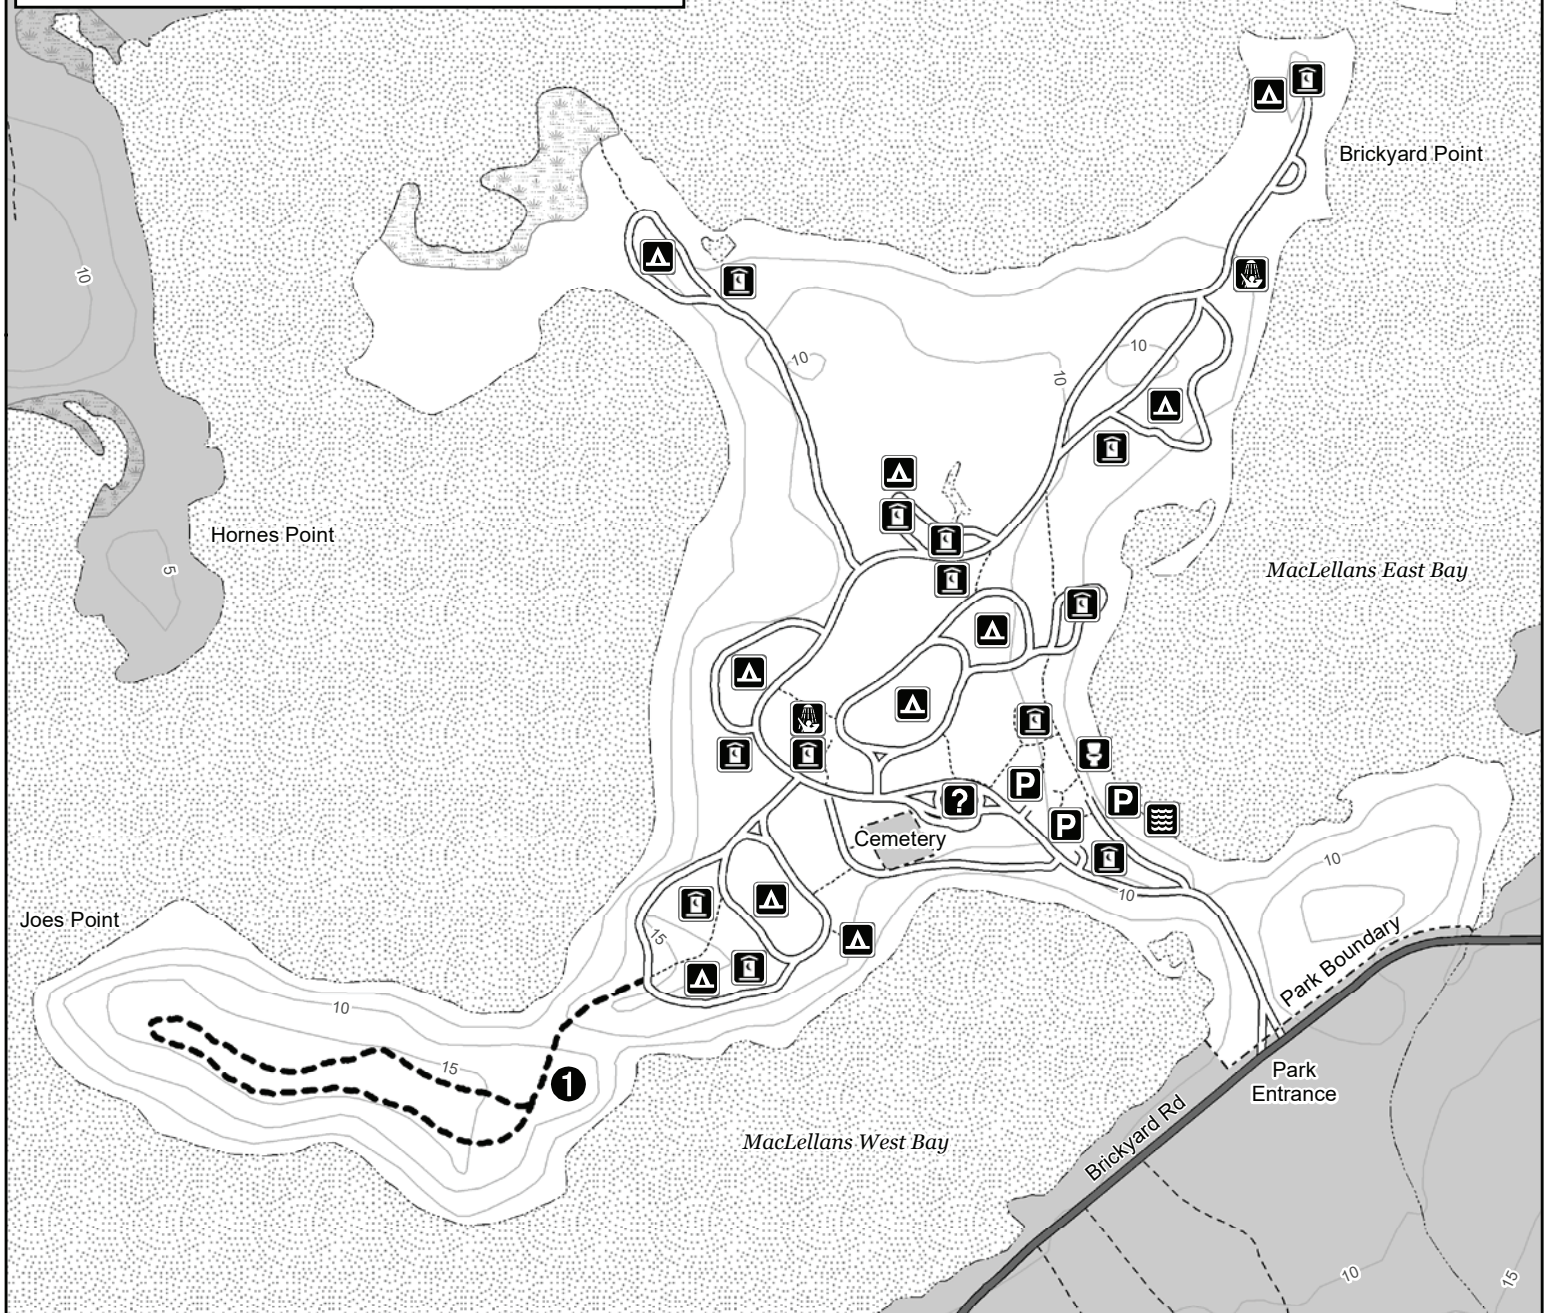 Brickyard Point
10
10
10
10
Hornes Point
5
MacLellans East Bay
P
P
?
P
Cemetery
10
10
Joes Point
15
Park Boundary
10
15
1
Park
Entrance
Brickyard Rd
MacLellans West Bay
10
15